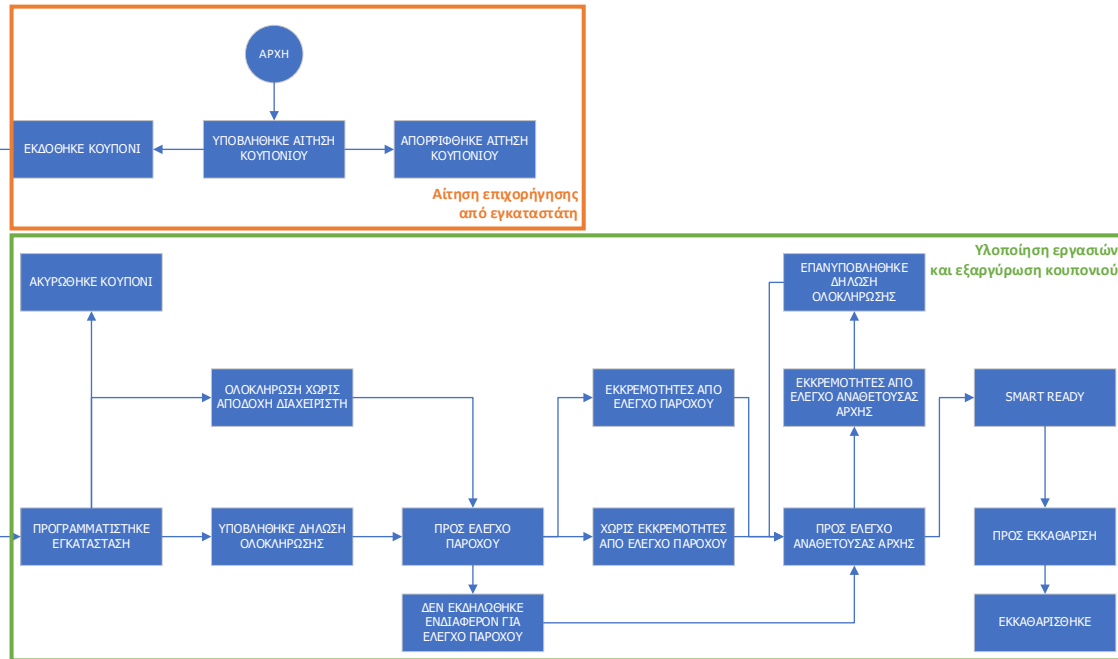 ΑΡΧΗ
ΕΚΔΟΘΗΚΕ ΚΟΥΠΟΝΙ
ΥΠΟΒΛΗΘΗΚΕ ΑΙΤΗΣΗ
ΚΟΥΠΟΝΙΟΥ
ΑΠΟΡΡΙΦΘΗΚΕ ΑΙΤΗΣΗ
ΚΟΥΠΟΝΙΟΥ
Αίτηση επιχορήγησης
από εγκαταστάτη
Υλοποίηση εργασιών
και εξαργύρωση κουπονιού
ΑΚΥΡΩΘΗΚΕ ΚΟΥΠΟΝΙ
ΕΠΑΝΥΠΟΒΛΗΘΗΚΕ
ΔΗΛΩΣΗ
ΟΛΟΚΛΗΡΩΣΗΣ
ΟΛΟΚΛΗΡΩΣΗ ΧΩΡΙΣ
ΑΠΟΔΟΧΗ ΔΙΑΧΕΙΡΙΣΤΗ
ΕΚΚΡΕΜΟΤΗΤΕΣ ΑΠΟ
ΕΛΕΓΧΟ ΠΑΡΟΧΟΥ
ΕΚΚΡΕΜΟΤΗΤΕΣ ΑΠΟ
ΕΛΕΓΧΟ ΑΝΑΘΕΤΟΥΣΑΣ
ΑΡΧΗΣ
SMART READY
ΠΡΟΓΡΑΜΜΑΤΙΣΤΗΚΕ
ΕΓΚΑΤΑΣΤΑΣΗ
ΥΠΟΒΛΗΘΗΚΕ ΔΗΛΩΣΗ
ΟΛΟΚΛΗΡΩΣΗΣ
ΠΡΟΣ ΕΛΕΓΧΟ
ΠΑΡΟΧΟΥ
ΧΩΡΙΣ ΕΚΚΡΕΜΟΤΗΤΕΣ
ΑΠΟ ΕΛΕΓΧΟ ΠΑΡΟΧΟΥ
ΠΡΟΣ ΕΛΕΓΧΟ
ΑΝΑΘΕΤΟΥΣΑΣ ΑΡΧΗΣ
ΠΡΟΣ ΕΚΚΑΘΑΡΙΣΗ
ΔΕΝ ΕΚΔΗΛΩΘΗΚΕ
ΕΝΔΙΑΦΕΡΟΝ ΓΙΑ
ΕΛΕΓΧΟ ΠΑΡΟΧΟΥ
ΕΚΚΑΘΑΡΙΣΘΗΚΕ